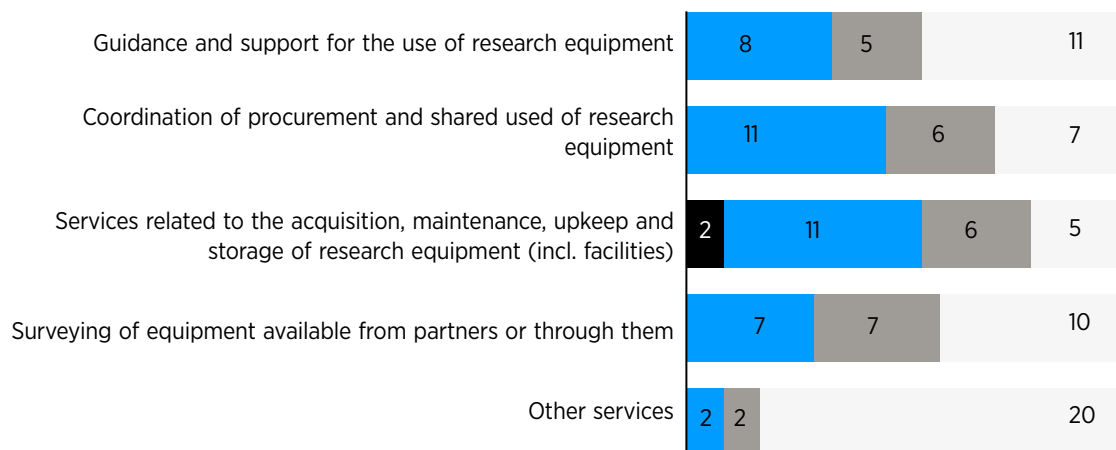 Guidance and support for the use of research equipment 8 5 11
Coordination of procurement and shared used of research
equipment 11 6 7
Services related to the acquisition, maintenance, upkeep and
storage of research equipment (incl. facilities) 2 11 6 5
Surveying of equipment available from partners or through them 7 7 10
Other services 2 2 20